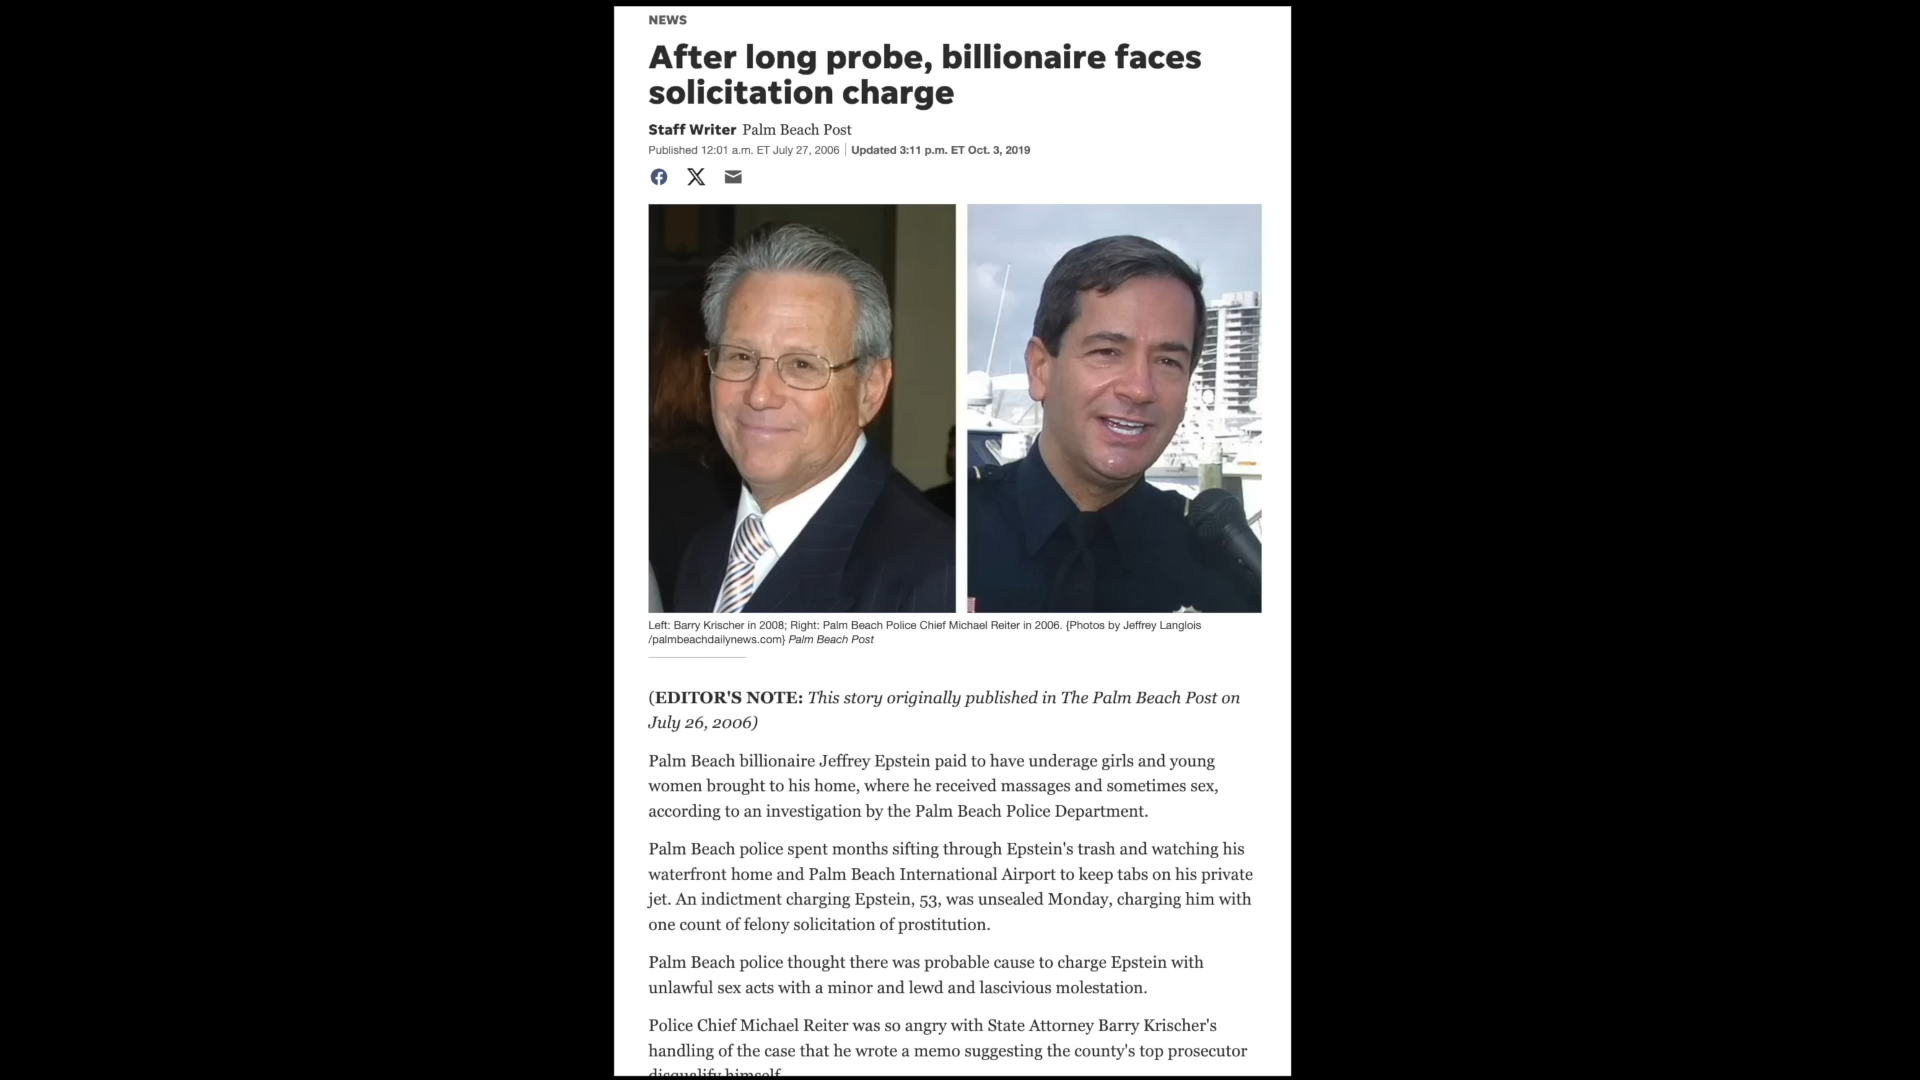 NEWS
After long probe, billionaire faces
solicitation charge
Staff Writer Palm Beach Post
Published 12:01 a.m. ET July 27, 2006 | Updated 3:11 p.m. ET Oct. 3, 2019
Left: Barry Krischer in 2008; Right: Palm Beach Police Chief Michael Reiter in 2006. {Photos by Jeffrey Langlois
/palmbeachdailynews.com} Palm Beach Post
(EDITOR'S NOTE: This story originally published in The Palm Beach Post on
July 26, 2006)
Palm Beach billionaire Jeffrey Epstein paid to have underage girls and young
women brought to his home, where he received massages and sometimes sex,
according to an investigation by the Palm Beach Police Department.
Palm Beach police spent months sifting through Epstein's trash and watching his
waterfront home and Palm Beach International Airport to keep tabs on his private
jet. An indictment charging Epstein, 53, was unsealed Monday, charging him with
one count of felony solicitation of prostitution.
Palm Beach police thought there was probable cause to charge Epstein with
unlawful sex acts with a minor and lewd and lascivious molestation.
Police Chief Michael Reiter was so angry with State Attorney Barry Krischer's
handling of the case that he wrote a memo suggesting the county's top prosecutor
disqualify himself.